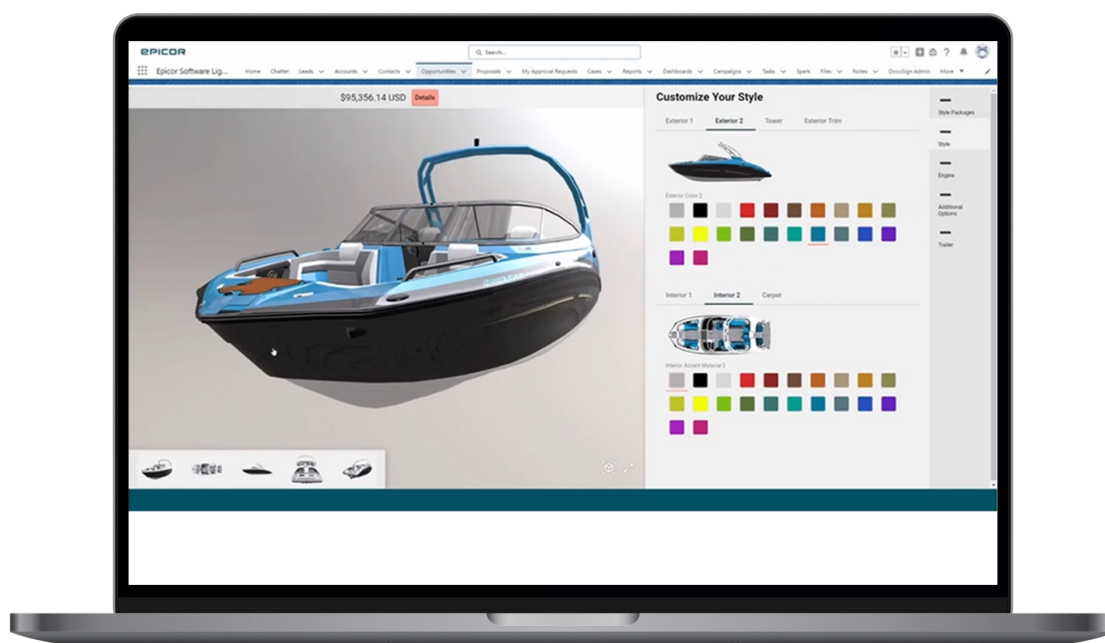 EPICOR
Search...
Epicor Software Lig... Home Chatter Leads Accounts Contacts Opportunities Proposals My Approval Requests Cases Reports Dashboards Campaigns Tasks Spark Files Notes DocuSign Admin More
$95,356.14 USD Details
Customize Your Style
Exterior 1 Exterior 2 Tower Exterior Trim
Exterior Color 2
Interior 1 Interior 2 Carpet
Interior Accent Material 2
Style Packages
Style
Engine
Additional
Options
Trailer